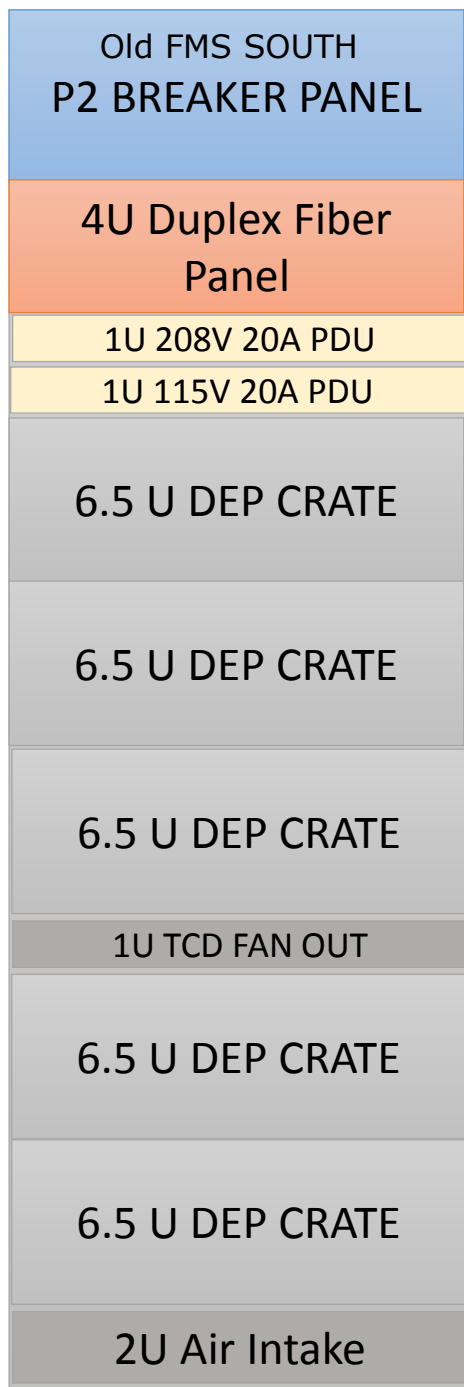 Old FMS SOUTH
P2 BREAKER PANEL
4U Duplex Fiber
Panel
1U 208V 20A PDU
1U 115V 20A PDU
6.5 U DEP CRATE
6.5 U DEP CRATE
6.5 U DEP CRATE
1U TCD FAN OUT
6.5 U DEP CRATE
6.5 U DEP CRATE
2U Air Intake